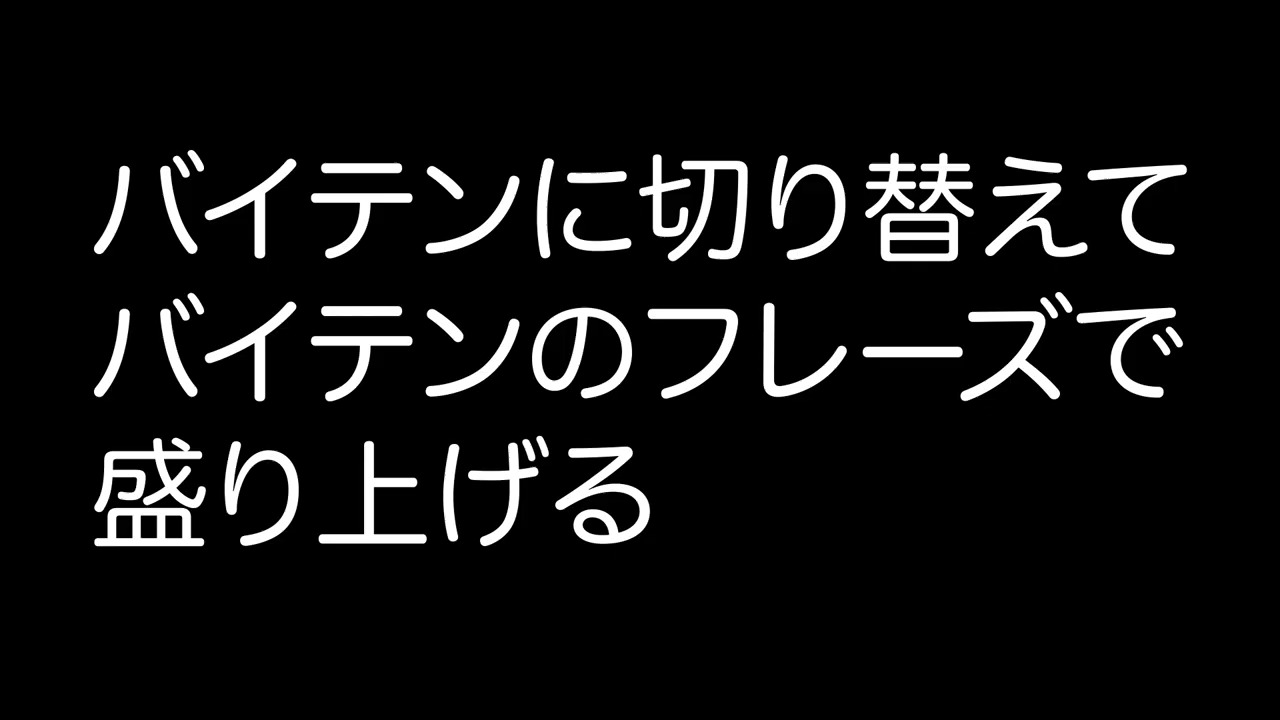 バイテンに切り替えて
バイテンのフレーズで
盛り上げる